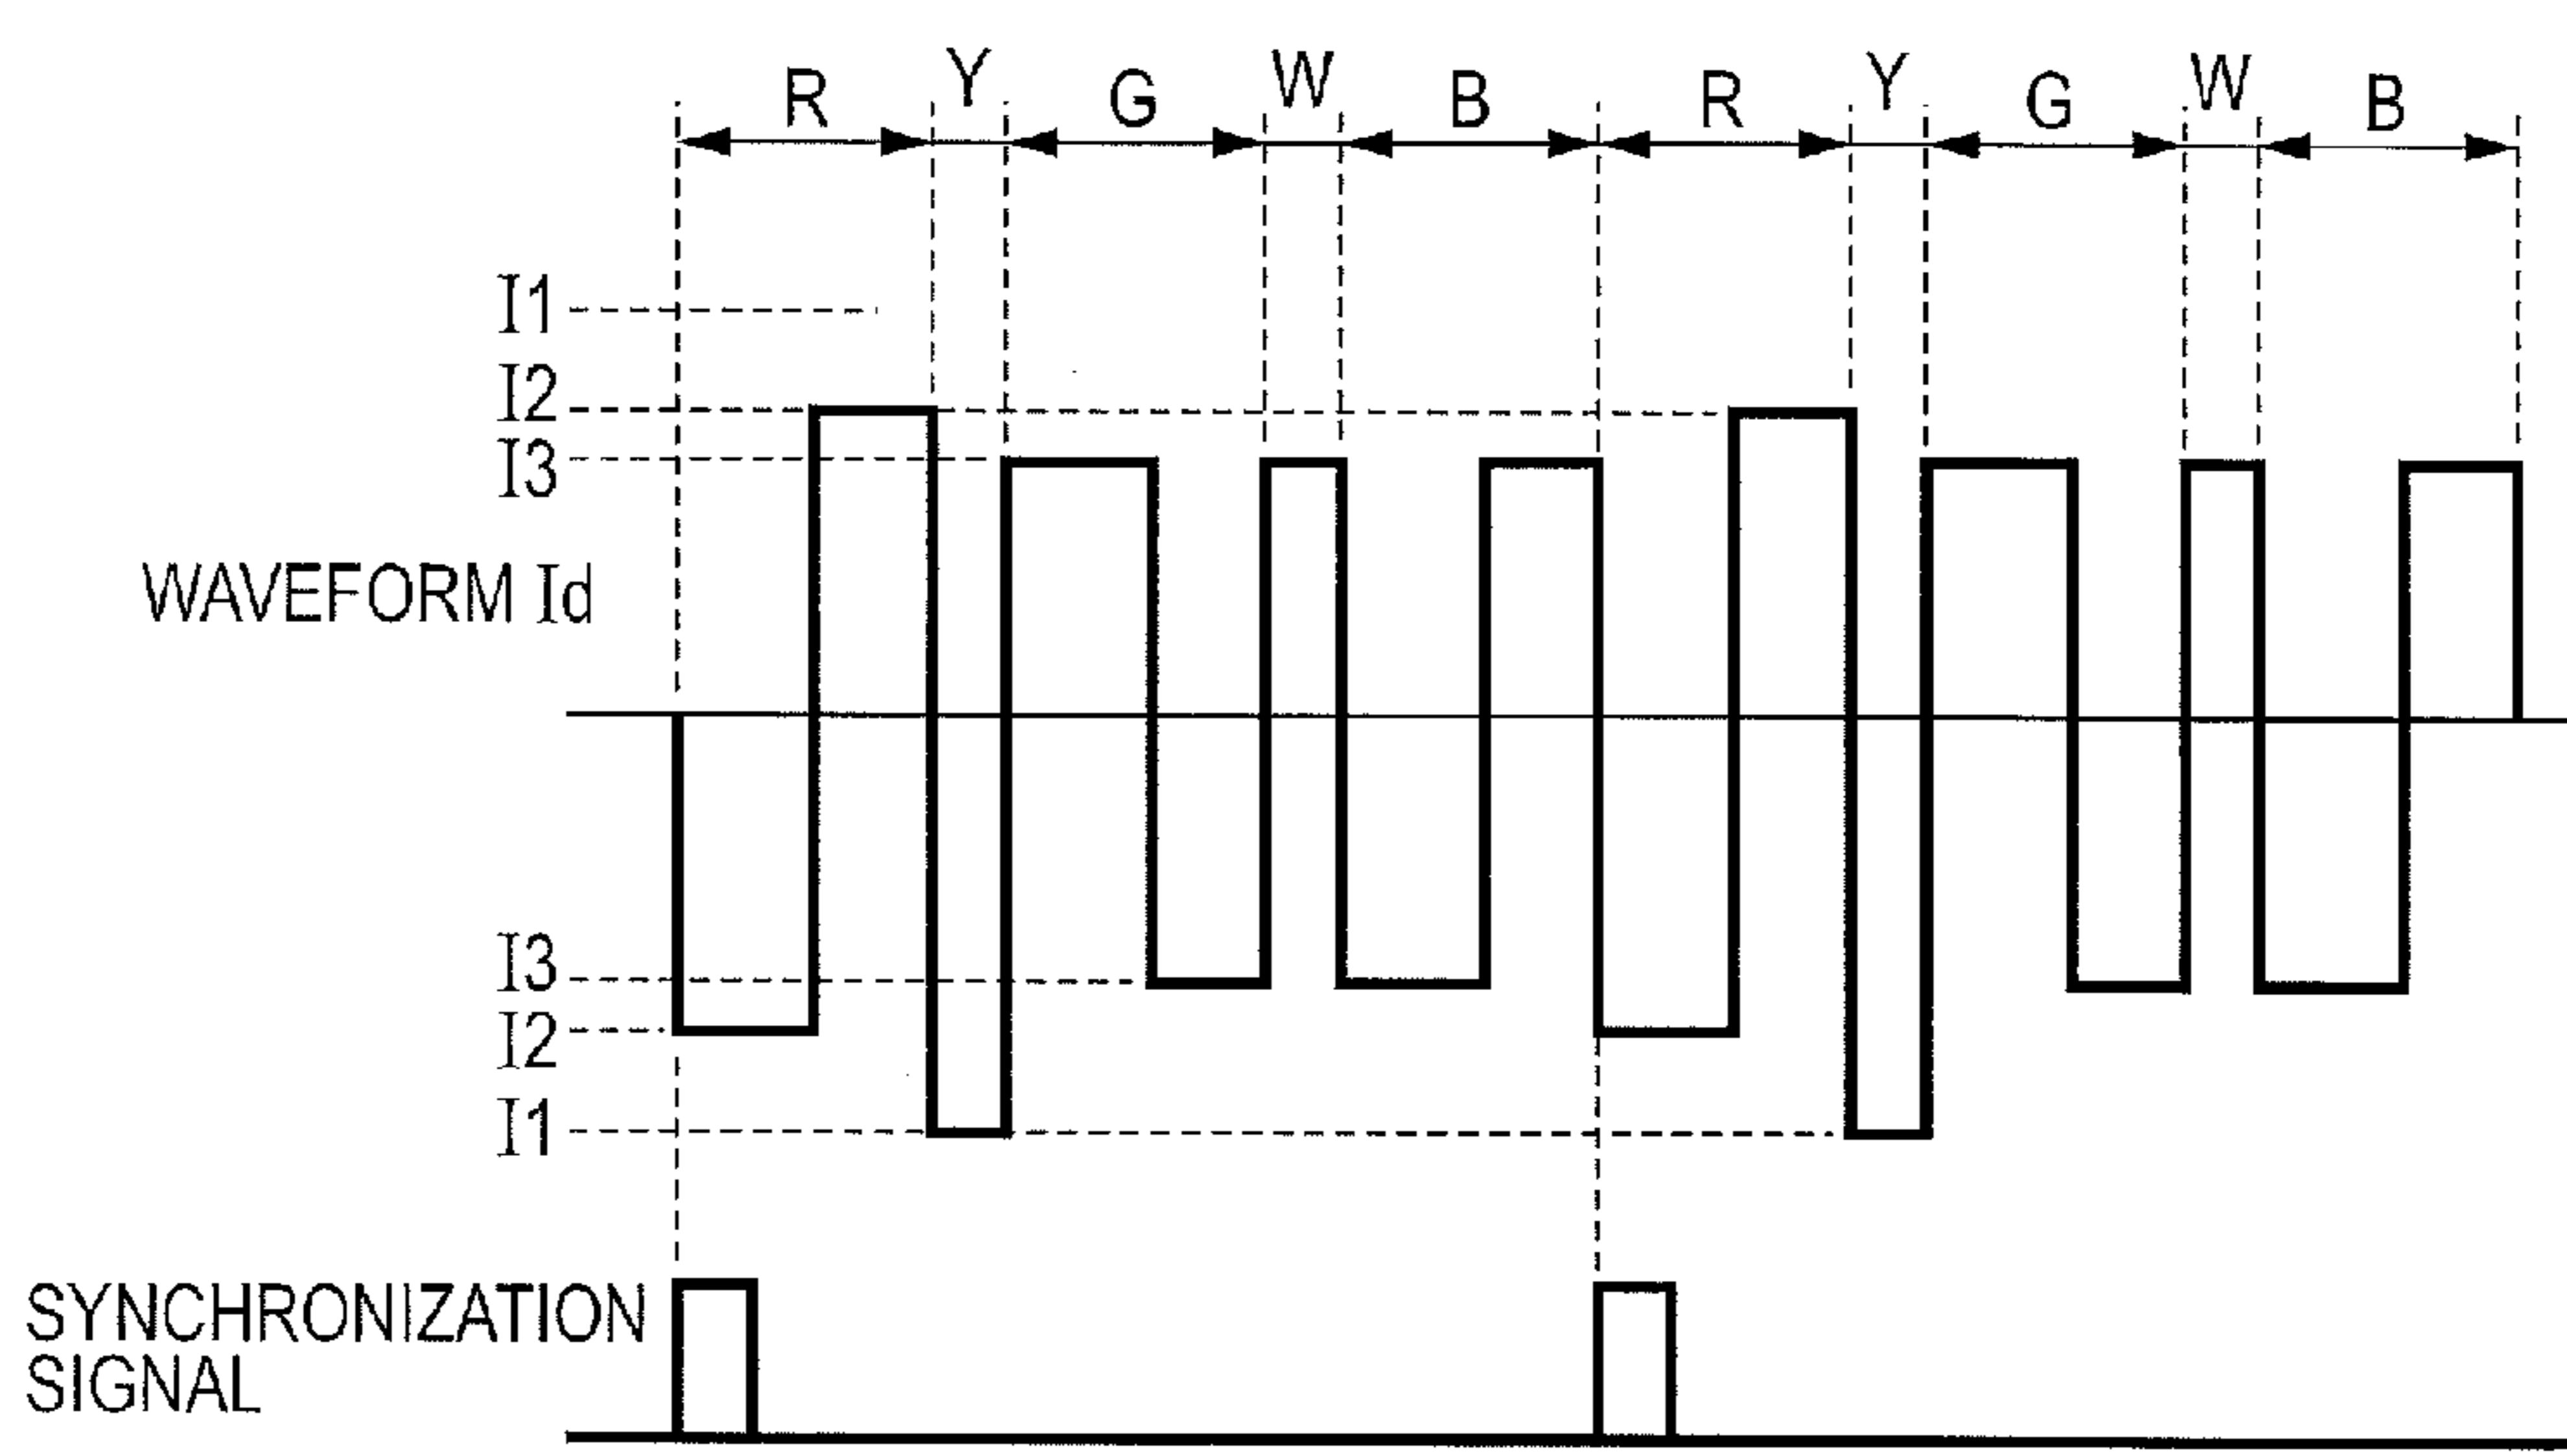 R Y G W B R Y G W B
I1
I2
I3
WAVEFORM Id
I3
I2
I1
SYNCHRONIZATION
SIGNAL